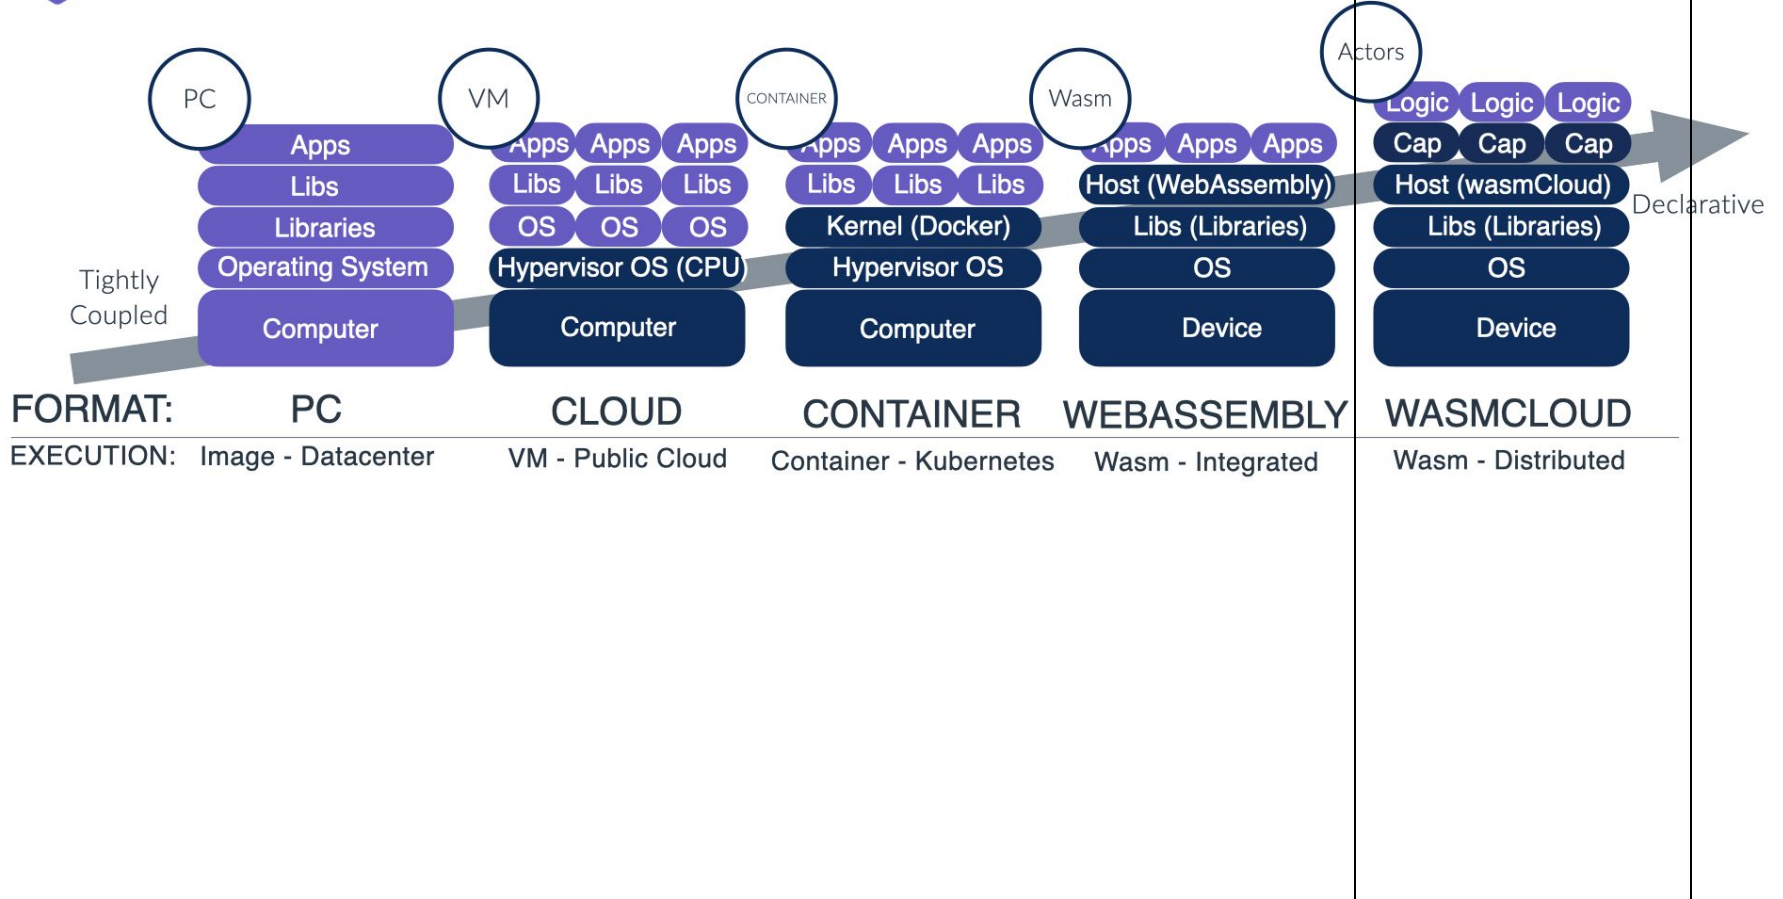 PC
Apps
Libs
Libraries
Operating System
Computer
VM
Apps Apps Apps
Libs Libs Libs
OS OS OS
Hypervisor OS (CPU)
Computer
CONTAINER
Apps Apps Apps
Libs Libs Libs
Kernel (Docker)
Hypervisor OS
Computer
Wasm
Apps Apps Apps
Host (WebAssembly)
Libs (Libraries)
OS
Device
Actors
Logic Logic Logic
Cap Cap Cap
Host (wasmCloud)
Libs (Libraries)
OS
Device
Tightly
Coupled
Declarative
FORMAT: PC CLOUD CONTAINER WEBASSEMBLY WASMCLOUD
EXECUTION: Image - Datacenter VM - Public Cloud Container - Kubernetes Wasm - Integrated Wasm - Distributed